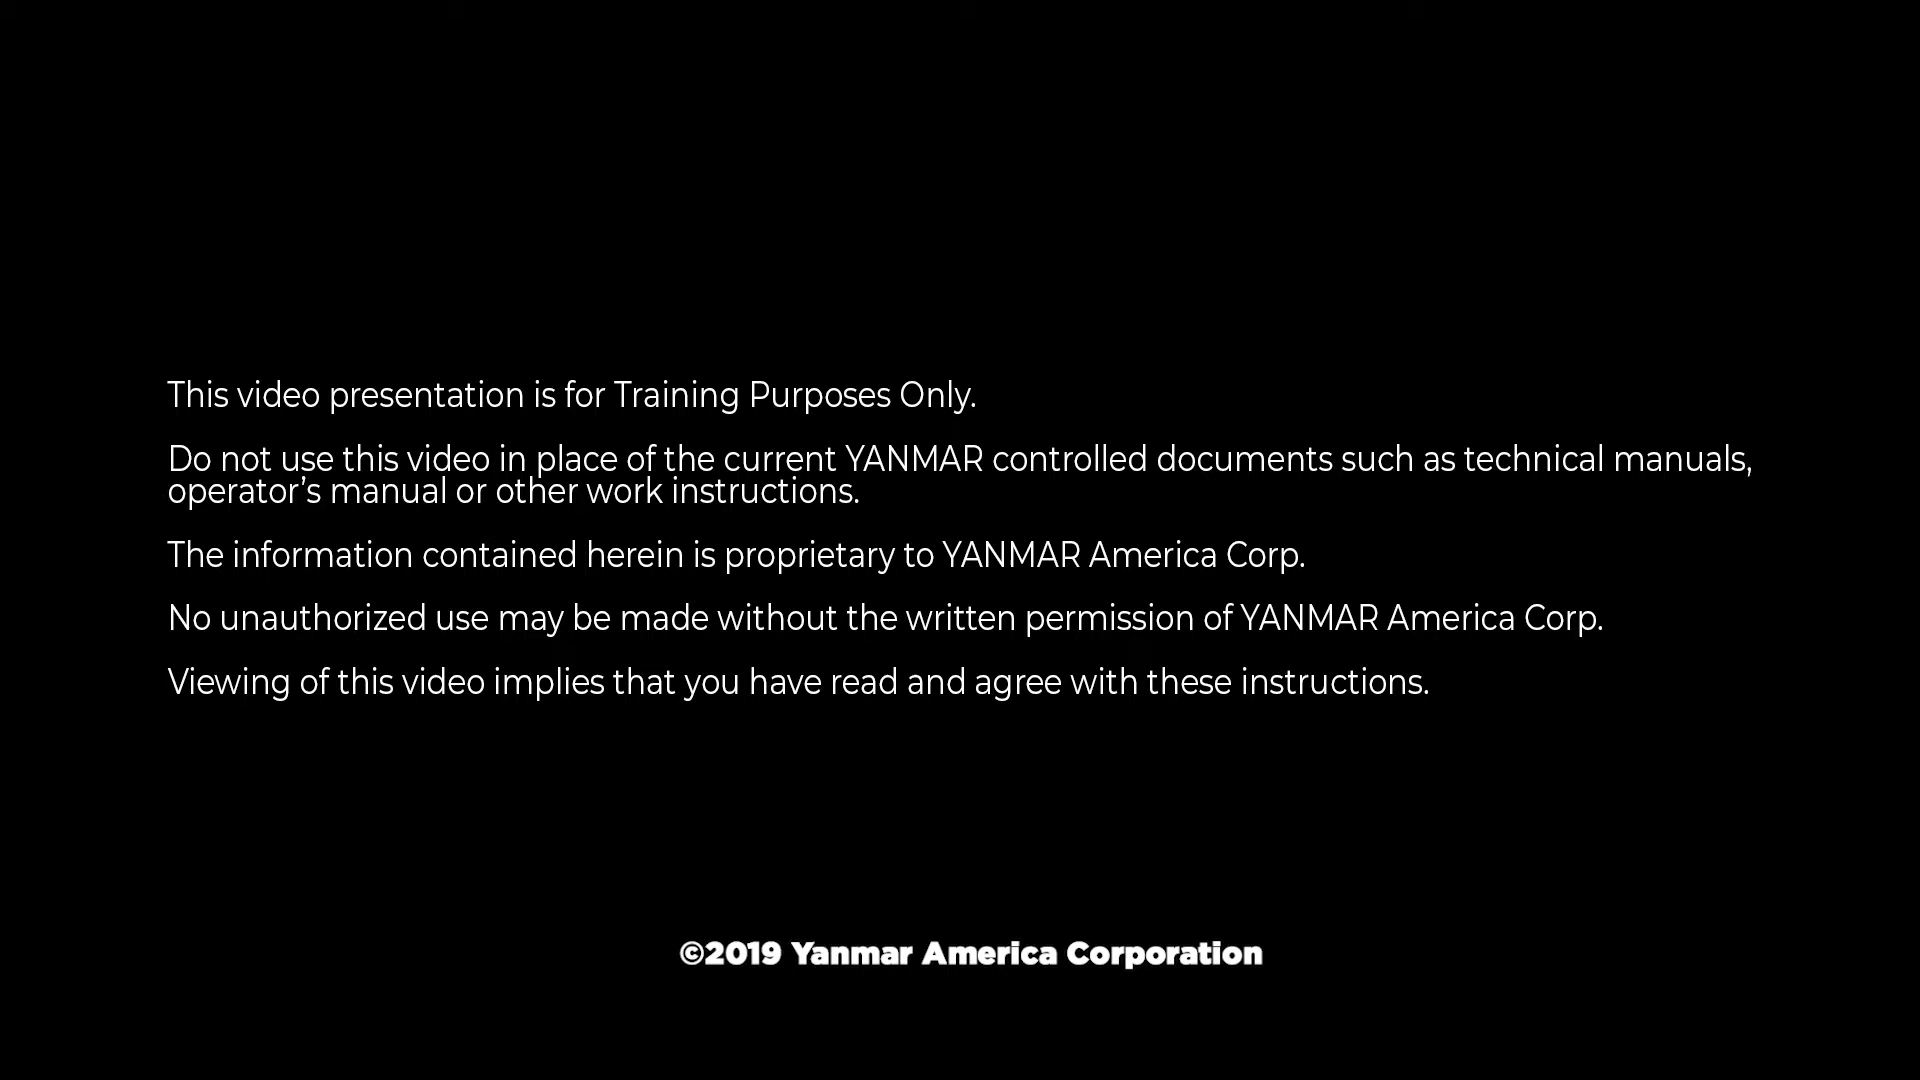 This video presentation is for Training Purposes Only.
Do not use this video in place of the current YANMAR controlled documents such as technical manuals,
operator’s manual or other work instructions.
The information contained herein is proprietary to YANMAR America Corp.
No unauthorized use may be made without the written permission of YANMAR America Corp.
Viewing of this video implies that you have read and agree with these instructions.
©2019 Yanmar America Corporation